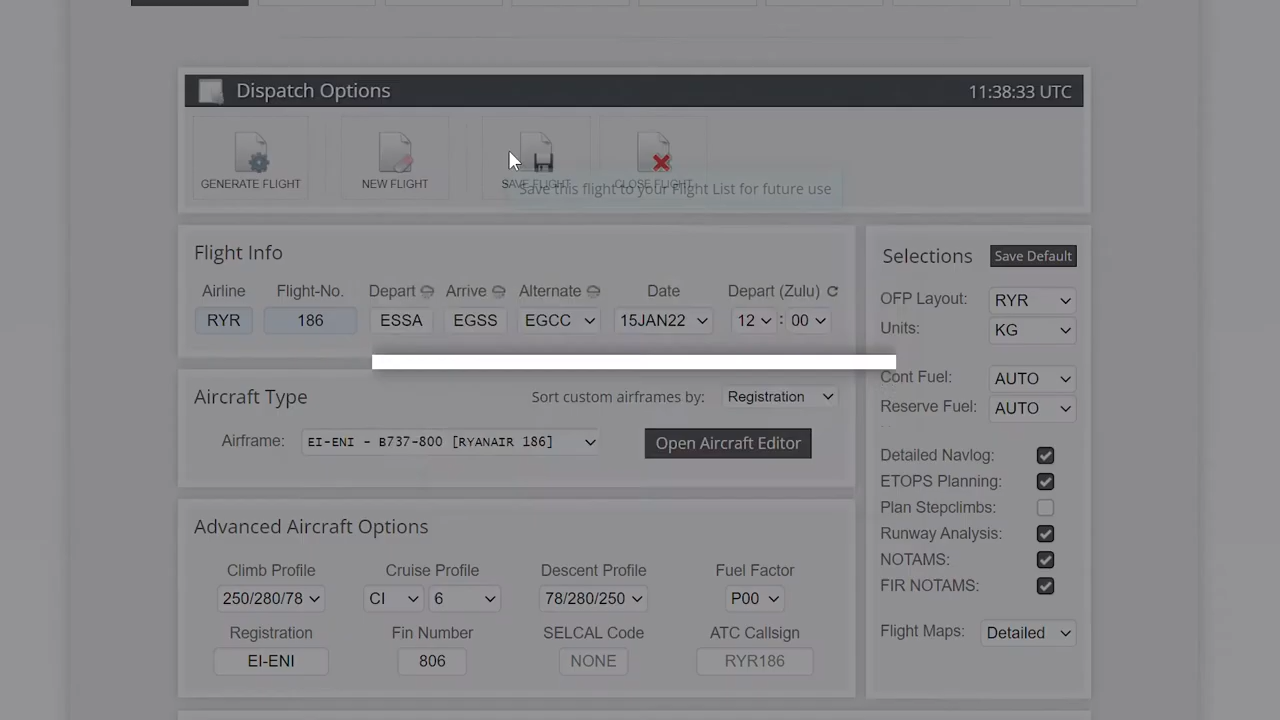 Dispatch Options 11:38:33 UTC
GENERATE FLIGHT NEW FLIGHT SAVE FLIGHT CLOSE FLIGHT
Save this flight to your Flight List for future use
Flight Info
Airline Flight-No. Depart Arrive Alternate Date Depart (Zulu)
RYR 186 ESSA EGSS EGCC 15JAN22 12 : 00
Aircraft Type Sort custom airframes by: Registration
Airframe: EI-ENI - B737-800 [RYANAIR 186] Open Aircraft Editor
Advanced Aircraft Options
Climb Profile Cruise Profile Descent Profile Fuel Factor
250/280/78 CI 6 78/280/250 P00
Registration Fin Number SELCAL Code ATC Callsign
EI-ENI 806 NONE RYR186
Selections Save Default
OFP Layout: RYR
Units: KG
Cont Fuel: AUTO
Reserve Fuel: AUTO
Detailed Navlog:
ETOPS Planning:
Plan Stepclimbs:
Runway Analysis:
NOTAMS:
FIR NOTAMS:
Flight Maps: Detailed